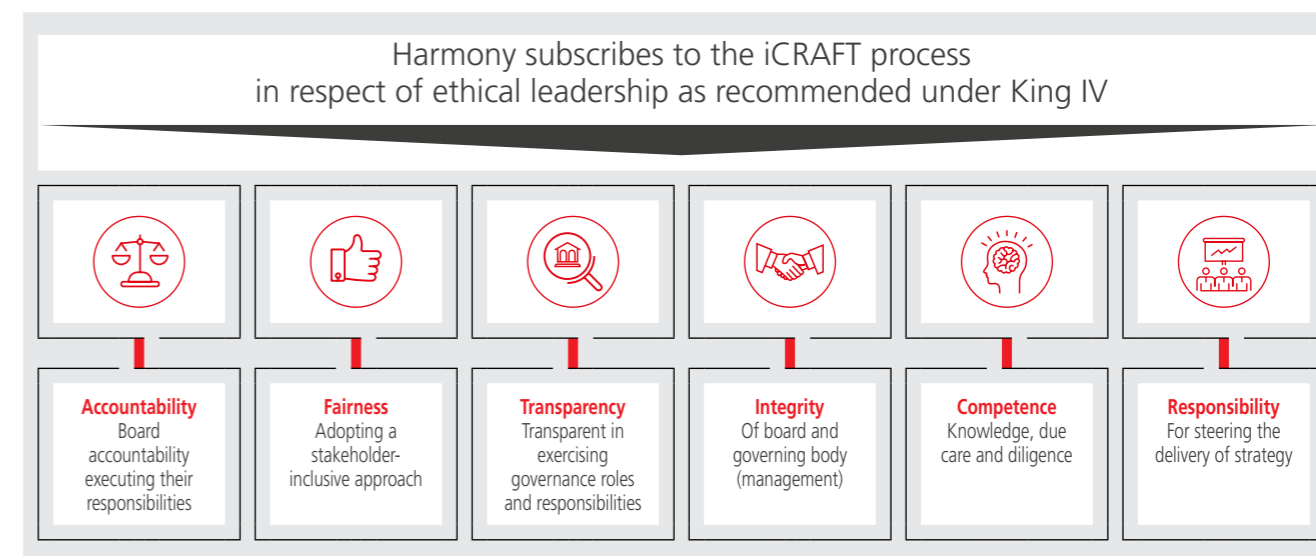 Harmony subscribes to the iCRAFT process
in respect of ethical leadership as recommended under King IV
Accountability
Board
accountability
executing their
responsibilities
Fairness
Adopting a
stakeholder-
inclusive approach
Transparency
Transparent in
exercising
governance roles
and responsibilities
Integrity
Of board and
governing body
(management)
Competence
Knowledge, due
care and diligence
Responsibility
For steering the
delivery of strategy